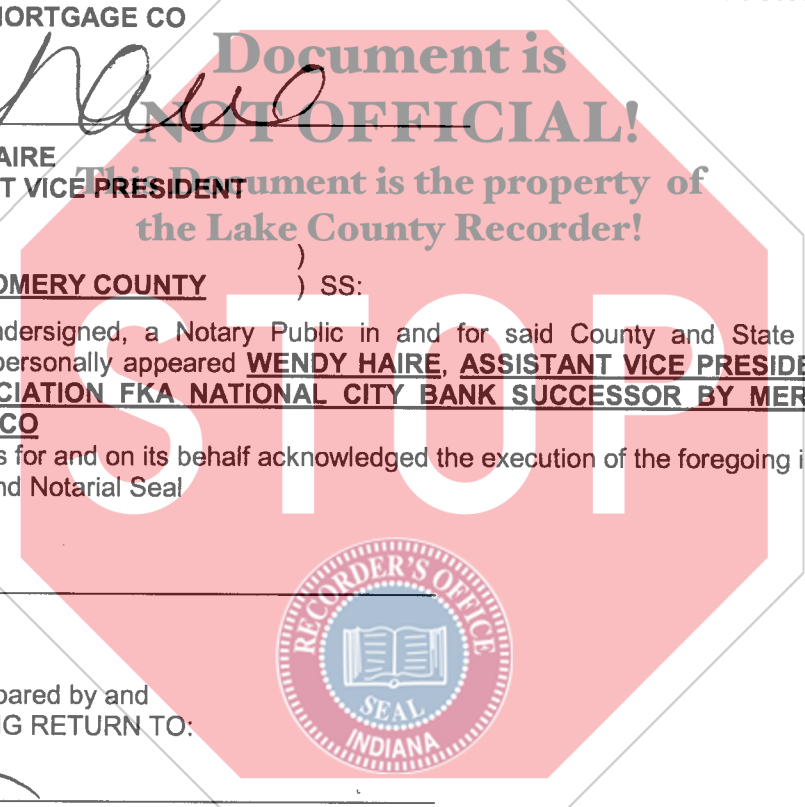 MORTGAGE CO
Document is
NOT OFFICIAL!
AIRE
This Document is the property of
T VICE PRESIDENT
the Lake County Recorder!
)
OMERY COUNTY ) SS:
STOP
ndersigned, a Notary Public in and for said County and State
personally appeared WENDY HAIRE, ASSISTANT VICE PRESIDE
CIATION FKA NATIONAL CITY BANK SUCCESSOR BY MER
CO
s for and on its behalf acknowledged the execution of the foregoing i
nd Notarial Seal
RECORDER'S OFFICE
SEAL
INDIANA
pared by and
G RETURN TO: